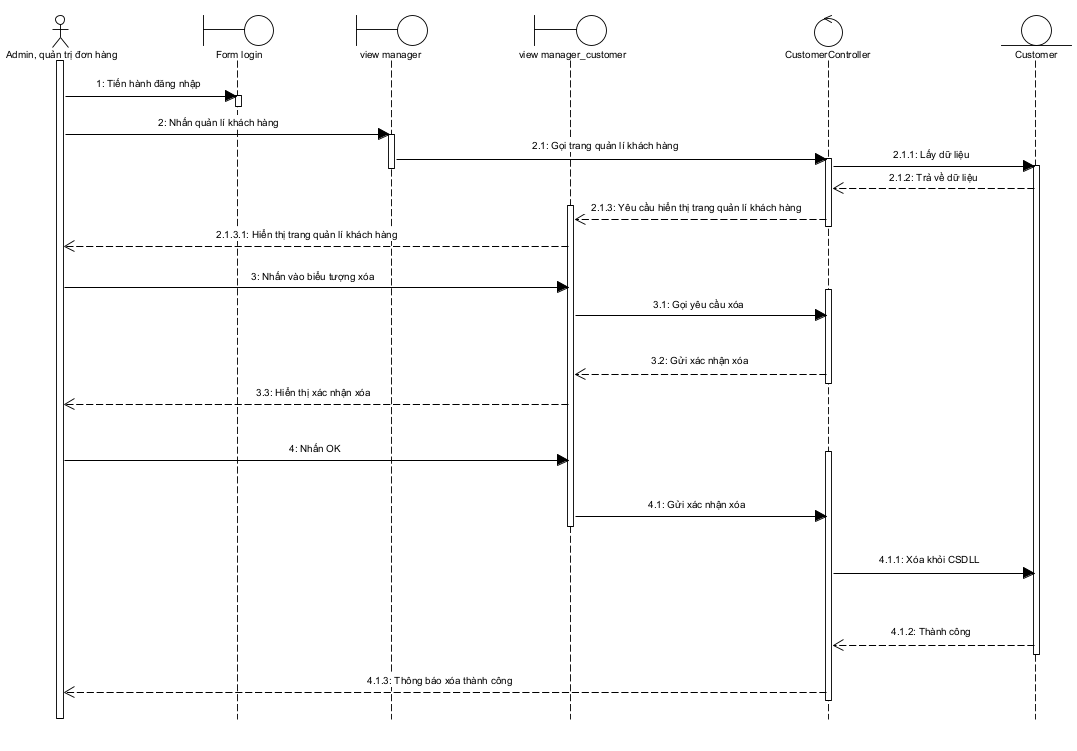 Admin, quản trị đơn hàng
Form login
view manager
view manager_customer
CustomerController
Customer
1: Tiến hành đăng nhập
2: Nhấn quản lí khách hàng
2.1: Gọi trang quản lí khách hàng
2.1.1: Lấy dữ liệu
2.1.2: Trả về dữ liệu
2.1.3: Yêu cầu hiển thị trang quản lí khách hàng
2.1.3.1: Hiển thị trang quản lí khách hàng
3: Nhấn vào biểu tượng xóa
3.1: Gọi yêu cầu xóa
3.2: Gửi xác nhận xóa
3.3: Hiển thị xác nhận xóa
4: Nhấn OK
4.1: Gửi xác nhận xóa
4.1.1: Xóa khỏi CSDLL
4.1.2: Thành công
4.1.3: Thông báo xóa thành công